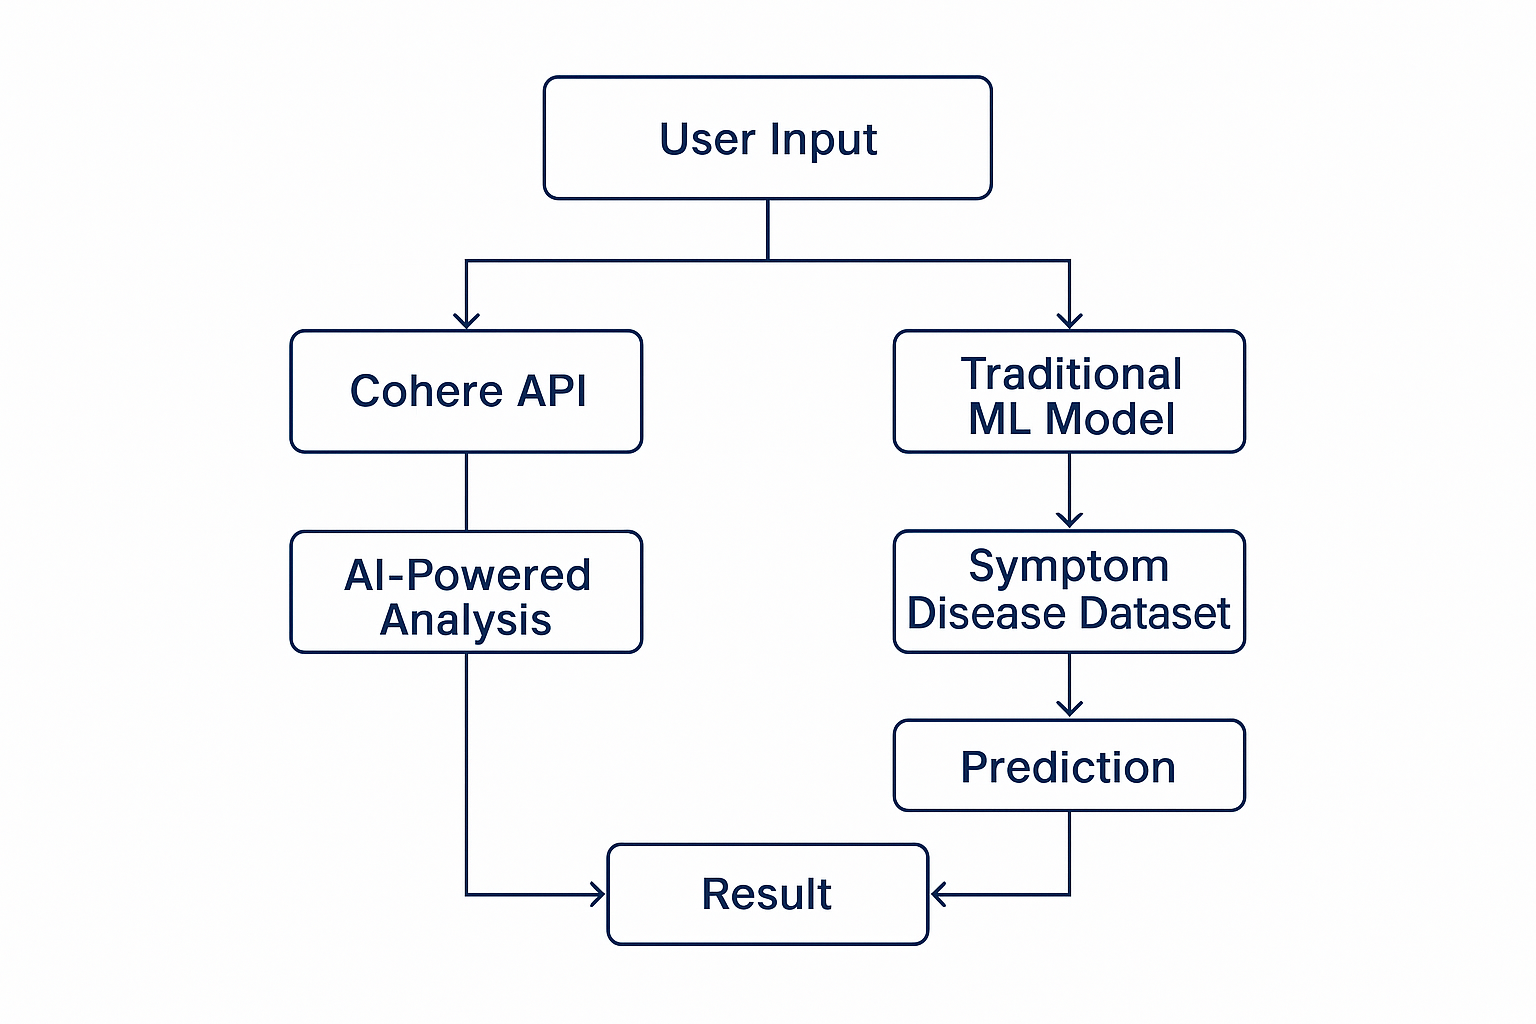 User Input
Cohere API
Traditional
ML Model
AI-Powered
Analysis
Symptom
Disease Dataset
Prediction
Result